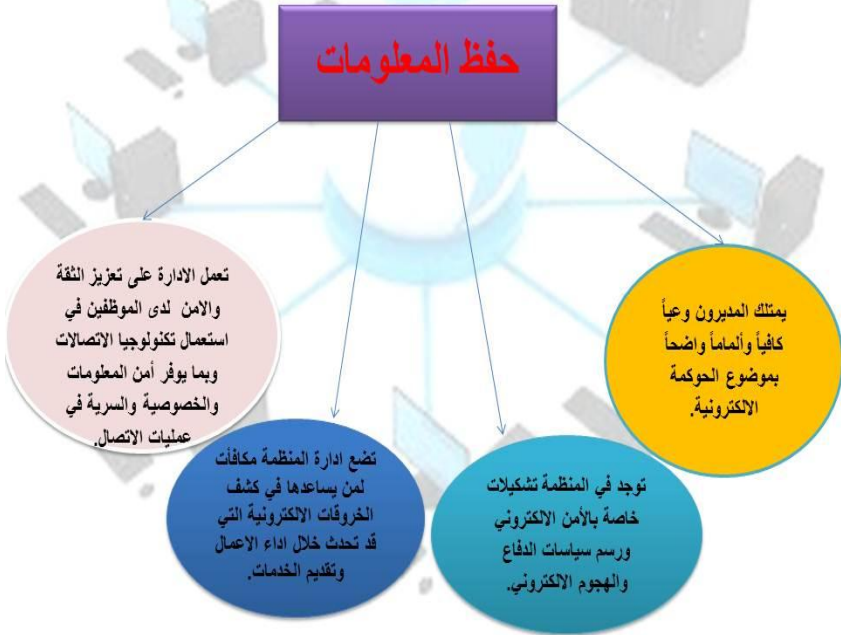 حفظ المعلومات
يمتلك المديرون وعياً
كافياً وألماماً واضحاً
بموضوع الحوكمة
الالكترونية.
توجد في المنظمة تشكيلات
خاصة بالأمن الالكتروني
ورسم سياسات الدفاع
والهجوم الالكتروني.
تضع ادارة المنظمة مكافأت
لمن يساعدها في كشف
الخروقات الالكترونية التي
قد تحدث خلال اداء الاعمال
وتقديم الخدمات.
تعمل الادارة على تعزيز الثقة
والامن لدى الموظفين في
استعمال تكنولوجيا الاتصالات
وبما يوفر أمن المعلومات
والخصوصية والسرية في
عمليات الاتصال.